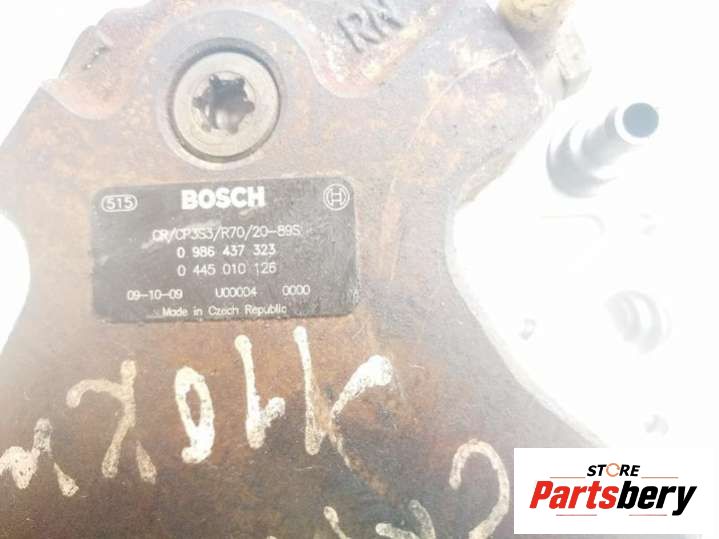 RN
515 BOSCH
CR/CP3S3/R70/20-89S
0 986 437 323
0 445 010 126
09-10-09 U00004 0000
Made in Czech Republic
110K
STORE
Partsbery